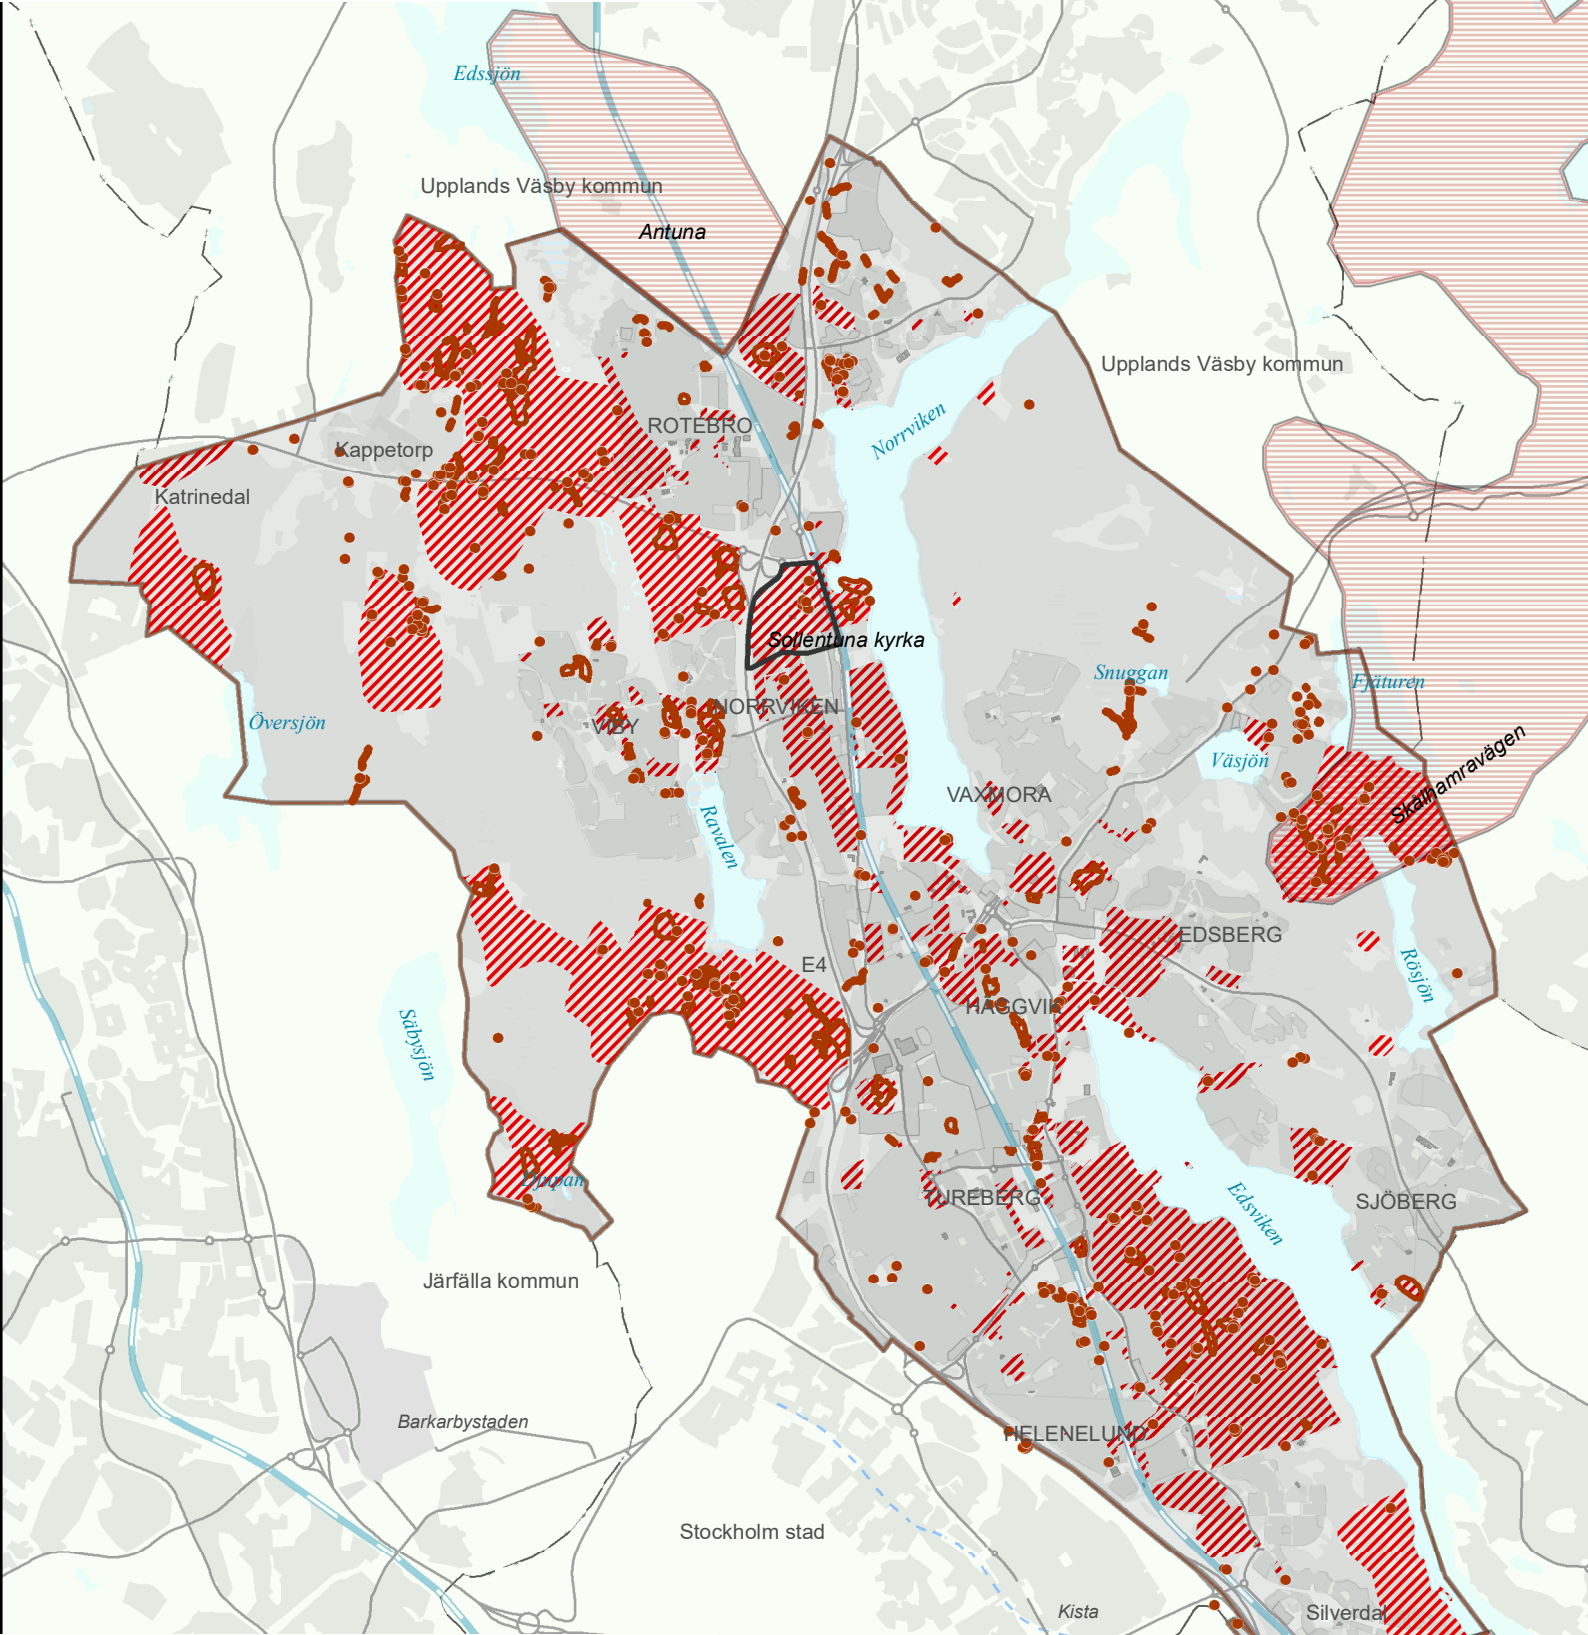 Edssjön
Upplands Väsby kommun
Antuna
Upplands Väsby kommun
Norrviken
ROTEBRO
Kappetorp
Katrinedal
Sollentuna kyrka
Snuggan
Fjäturen
NORRVIKEN
Översjön
VIBY
Väsjön
Skålhamravägen
VAXMORA
Ravalen
EDSBERG
E4
Rösjön
HÄGGVIK
Säbysjön
Djupan
TUREBERG
SJÖBERG
Edsviken
Järfälla kommun
Barkarbystaden
HELENELUND
Stockholm stad
Kista
Silverdal